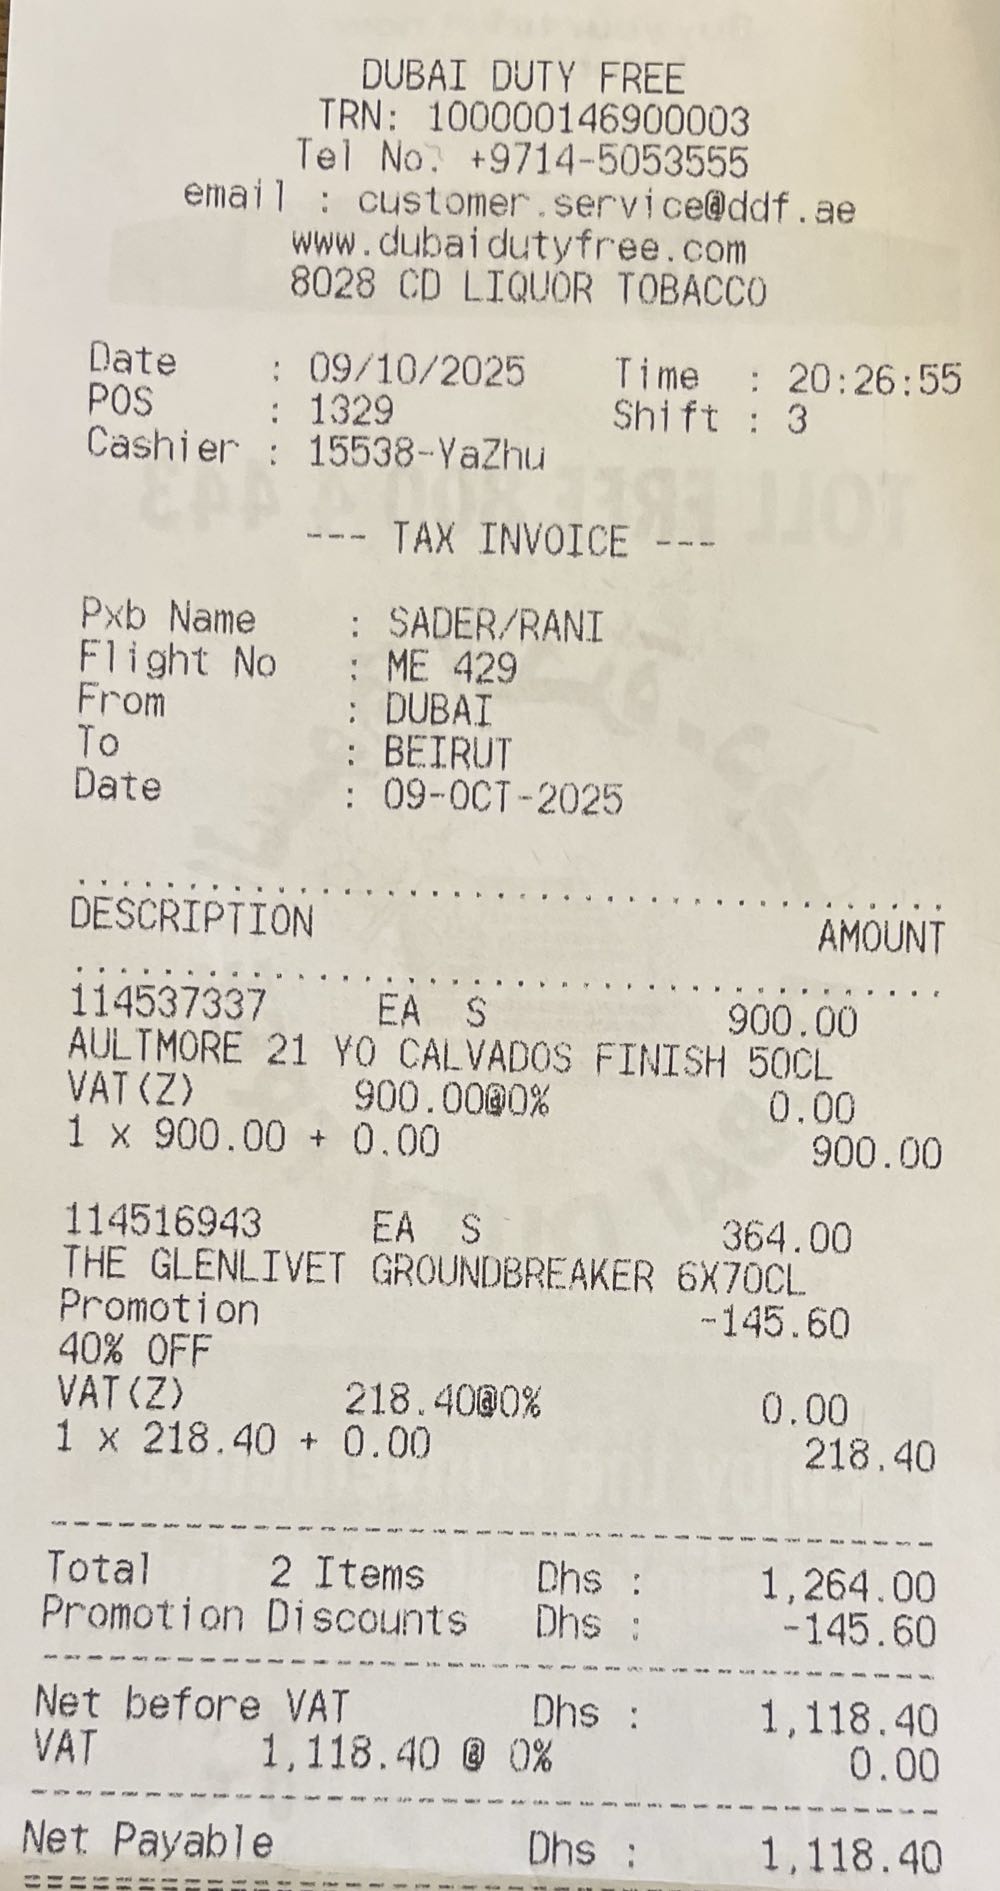 DUBAI DUTY FREE
TRN: 100000146900003
Tel No. +9714-5053555
email : customer.service@ddf.ae
www.dubaidutyfree.com
8028 CD LIQUOR TOBACCO
Date : 09/10/2025 Time : 20:26:55
POS : 1329 Shift : 3
Cashier : 15538-YaZhu
--- TAX INVOICE ---
Pxb Name : SADER/RANI
Flight No : ME 429
From : DUBAI
To : BEIRUT
Date : 09-OCT-2025
DESCRIPTION AMOUNT
114537337 EA S 900.00
AULTMORE 21 YO CALVADOS FINISH 50CL
VAT(Z) 900.00@0% 0.00
1 x 900.00 + 0.00 900.00
114516943 EA S 364.00
THE GLENLIVET GROUNDBREAKER 6X70CL
Promotion -145.60
40% OFF
VAT(Z) 218.40@0% 0.00
1 x 218.40 + 0.00 218.40
Total 2 Items Dhs : 1,264.00
Promotion Discounts Dhs : -145.60
Net before VAT Dhs : 1,118.40
VAT 1,118.40 @ 0% 0.00
Net Payable Dhs : 1,118.40